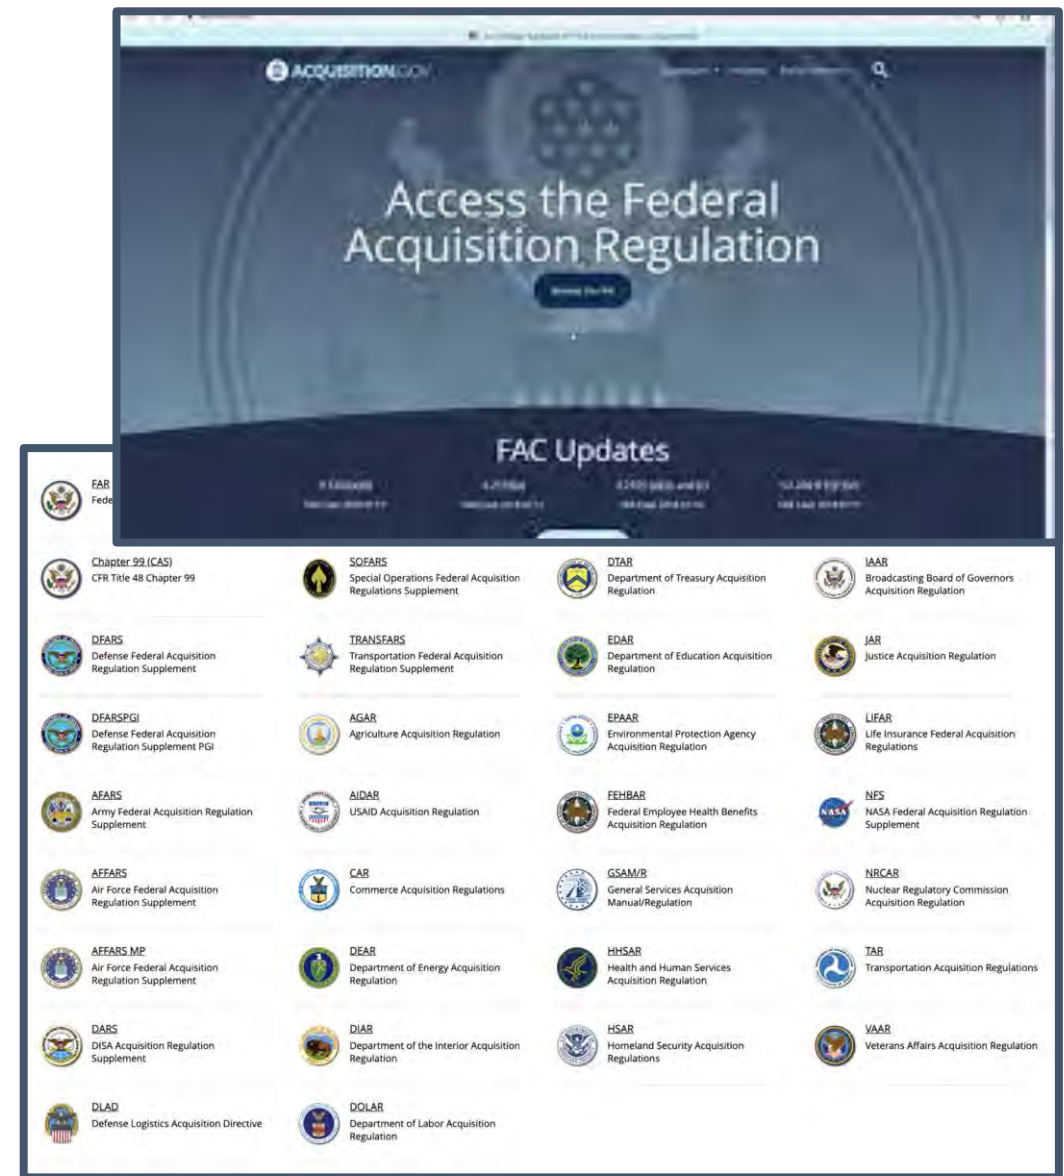 ACQUISITION.GOV
Access the Federal
Acquisition Regulation
FAC Updates
FAR
Fede
Chapter 99 (CAS)
CFR Title 48 Chapter 99
DFARS
Defense Federal Acquisition
Regulation Supplement
DFARSPGI
Defense Federal Acquisition
Regulation Supplement PGI
AFARS
Army Federal Acquisition Regulation
Supplement
AFFARS
Air Force Federal Acquisition
Regulation Supplement
AFFARS MP
Air Force Federal Acquisition
Regulation Supplement
DARS
DISA Acquisition Regulation
Supplement
DLAD
Defense Logistics Acquisition Directive
SOFARS
Special Operations Federal Acquisition
Regulations Supplement
TRANSFARS
Transportation Federal Acquisition
Regulation Supplement
AGAR
Agriculture Acquisition Regulation
AIDAR
USAID Acquisition Regulation
CAR
Commerce Acquisition Regulations
DEAR
Department of Energy Acquisition
Regulation
DIAR
Department of the Interior Acquisition
Regulation
DOLAR
Department of Labor Acquisition
Regulation
DTAR
Department of Treasury Acquisition
Regulation
EDAR
Department of Education Acquisition
Regulation
EPAAR
Environmental Protection Agency
Acquisition Regulation
FEHBAR
Federal Employee Health Benefits
Acquisition Regulation
GSAM/R
General Services Acquisition
Manual/Regulation
HHSAR
Health and Human Services
Acquisition Regulation
HSAR
Homeland Security Acquisition
Regulations
IAAR
Broadcasting Board of Governors
Acquisition Regulation
JAR
Justice Acquisition Regulation
LIFAR
Life Insurance Federal Acquisition
Regulations
NASA
NFS
NASA Federal Acquisition Regulation
Supplement
NRCAR
Nuclear Regulatory Commission
Acquisition Regulation
TAR
Transportation Acquisition Regulations
VAAR
Veterans Affairs Acquisition Regulation